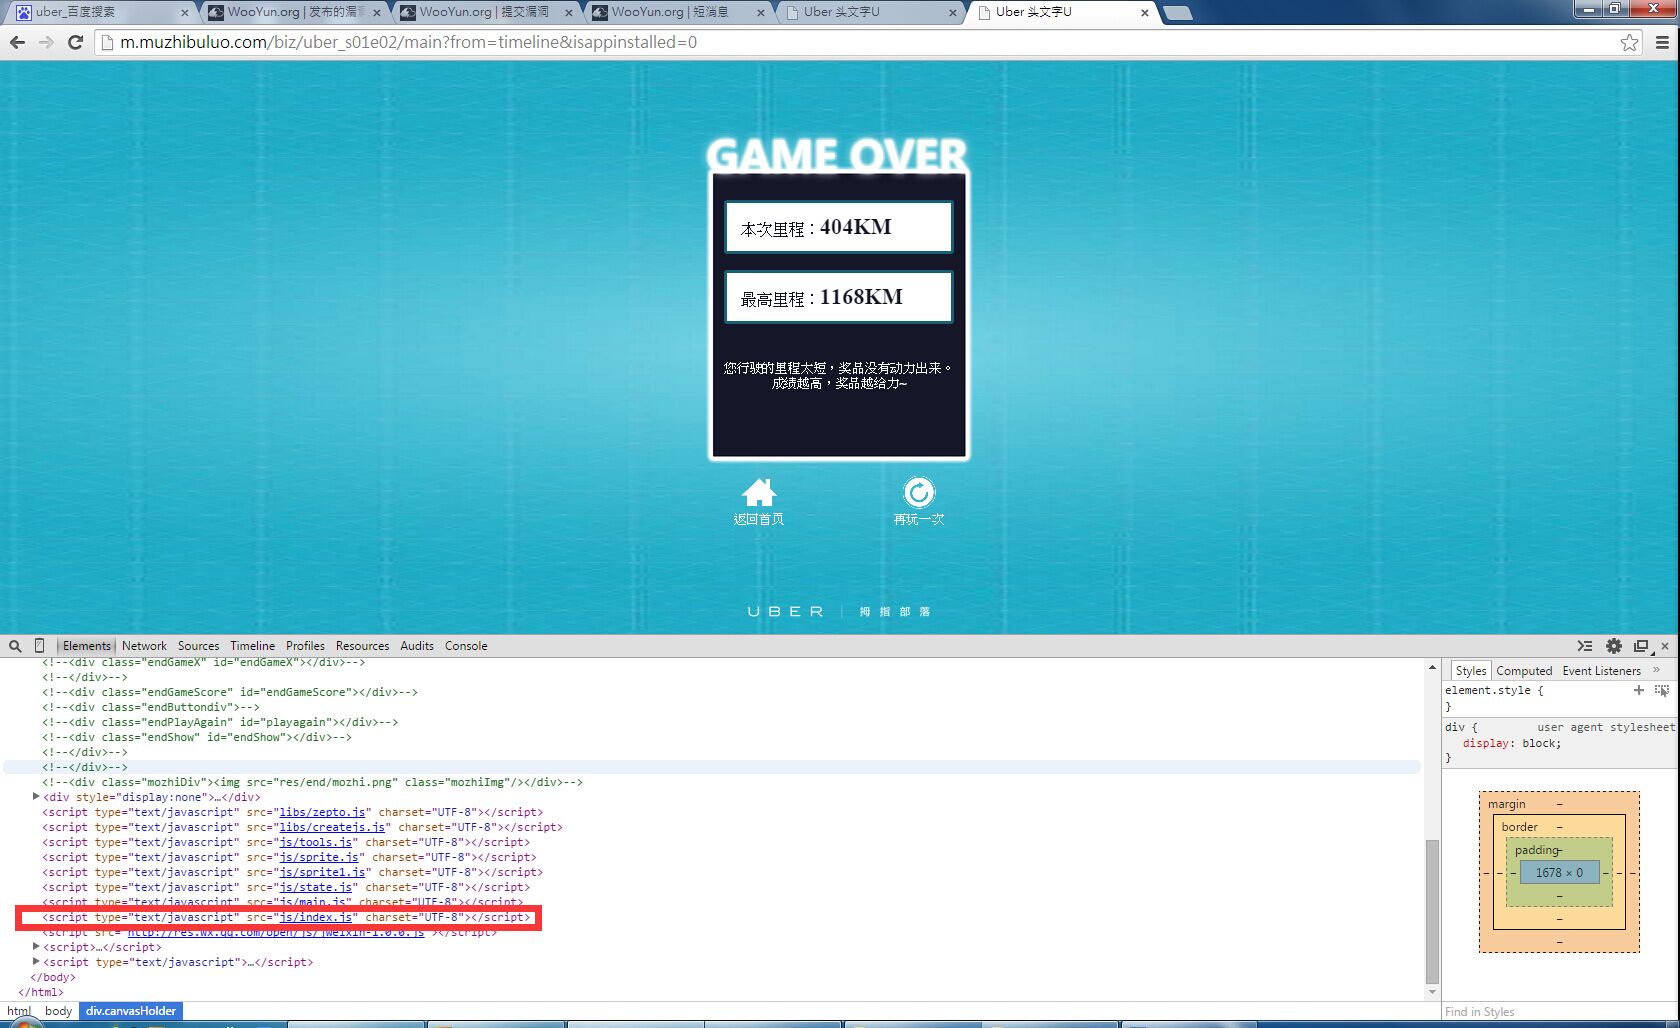 uber_百度搜索
WooYun.org | 发布的漏
WooYun.org | 提交漏洞
WooYun.org | 短消息
Uber 头文字U
Uber 头文字U
m.muzhibuluo.com/biz/uber_s01e02/main?from=timeline&isappinstalled=0
GAME OVER
本次里程：404KM
最高里程：1168KM
您行驶的里程太短，奖品没有动力出来。
成绩越高，奖品越给力~
返回首页
再玩一次
UBER | 拇指部落
Elements Network Sources Timeline Profiles Resources Audits Console
<!--<div class="endGameX" id="endGameX"></div>-->
<!--</div>-->
<!--<div class="endGameScore" id="endGameScore"></div>-->
<!--<div class="endButtondiv">-->
<!--<div class="endPlayAgain" id="playagain"></div>-->
<!--<div class="endShow" id="endShow"></div>-->
<!--</div>-->
<!--</div>-->
<!--<div class="mozhiDiv"><img src="res/end/mozhi.png" class="mozhiImg"/></div>-->
<div style="display:none">…</div>
<script type="text/javascript" src="libs/zepto.js" charset="UTF-8"></script>
<script type="text/javascript" src="libs/createjs.js" charset="UTF-8"></script>
<script type="text/javascript" src="js/tools.js" charset="UTF-8"></script>
<script type="text/javascript" src="js/sprite.js" charset="UTF-8"></script>
<script type="text/javascript" src="js/sprite1.js" charset="UTF-8"></script>
<script type="text/javascript" src="js/state.js" charset="UTF-8"></script>
<script type="text/javascript" src="js/main.js" charset="UTF-8"></script>
<script type="text/javascript" src="js/index.js" charset="UTF-8"></script>
<script src="http://res.wx.qq.com/open/js/jweixin-1.0.0.js"></script>
<script>…</script>
<script type="text/javascript">…</script>
</body>
</html>
html body div.canvasHolder
Styles Computed Event Listeners »
element.style {
}
div { user agent stylesheet
display: block;
}
margin –
border –
padding –
– – – 1678 × 0 – – –
–
–
–
Find in Styles